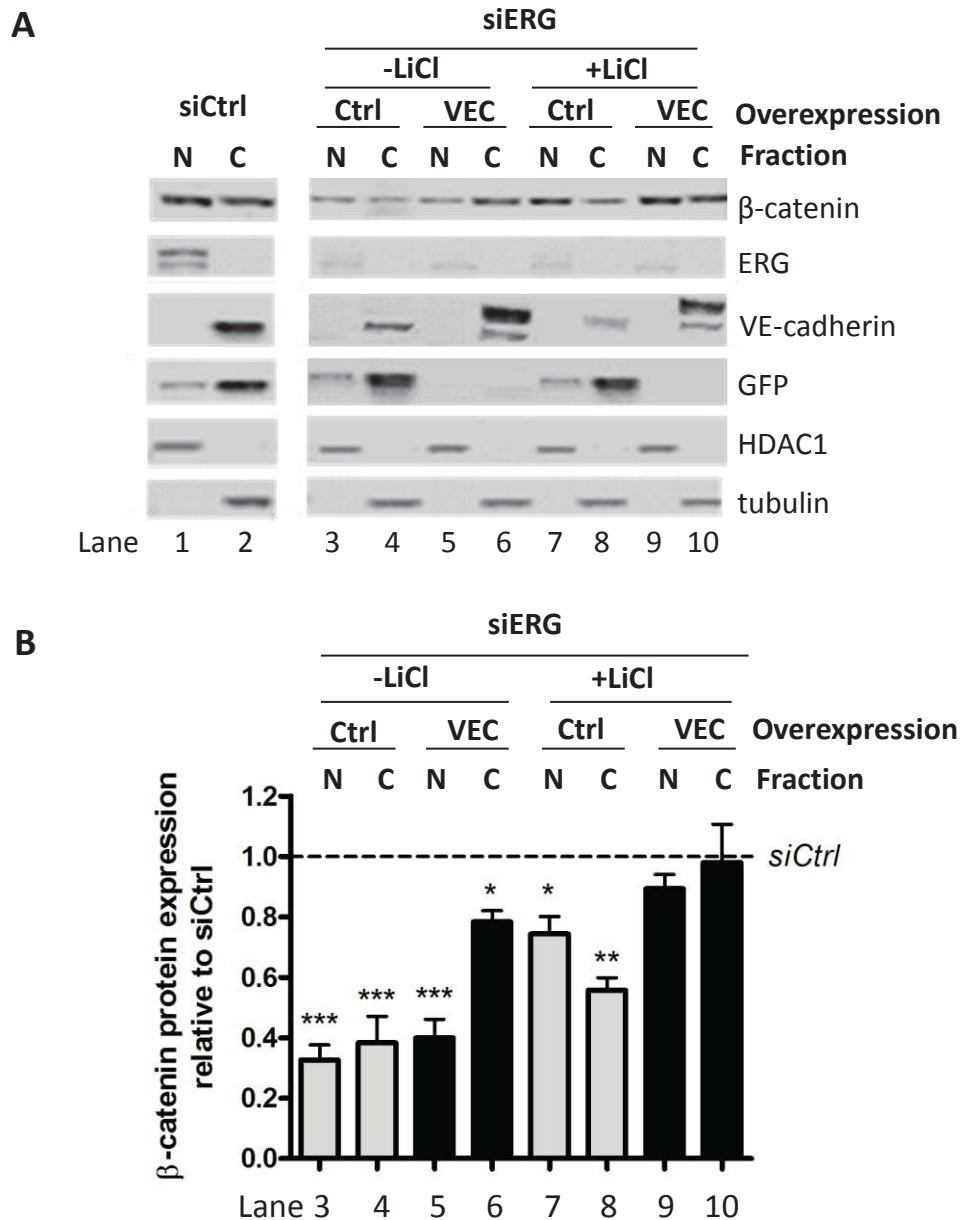 A
siERG
-LiCl +LiCl
siCtrl Ctrl VEC Ctrl VEC Overexpression
N C N C N C N C N C Fraction
β-catenin
ERG
VE-cadherin
GFP
HDAC1
tubulin
Lane 1 2 3 4 5 6 7 8 9 10
B
siERG
-LiCl +LiCl
Ctrl VEC Ctrl VEC Overexpression
N C N C N C N C Fraction
β-catenin protein expression
relative to siCtrl
1.2
1.0
0.8
0.6
0.4
0.2
0.0
siCtrl
*** *** *** * * **
Lane 3 4 5 6 7 8 9 10